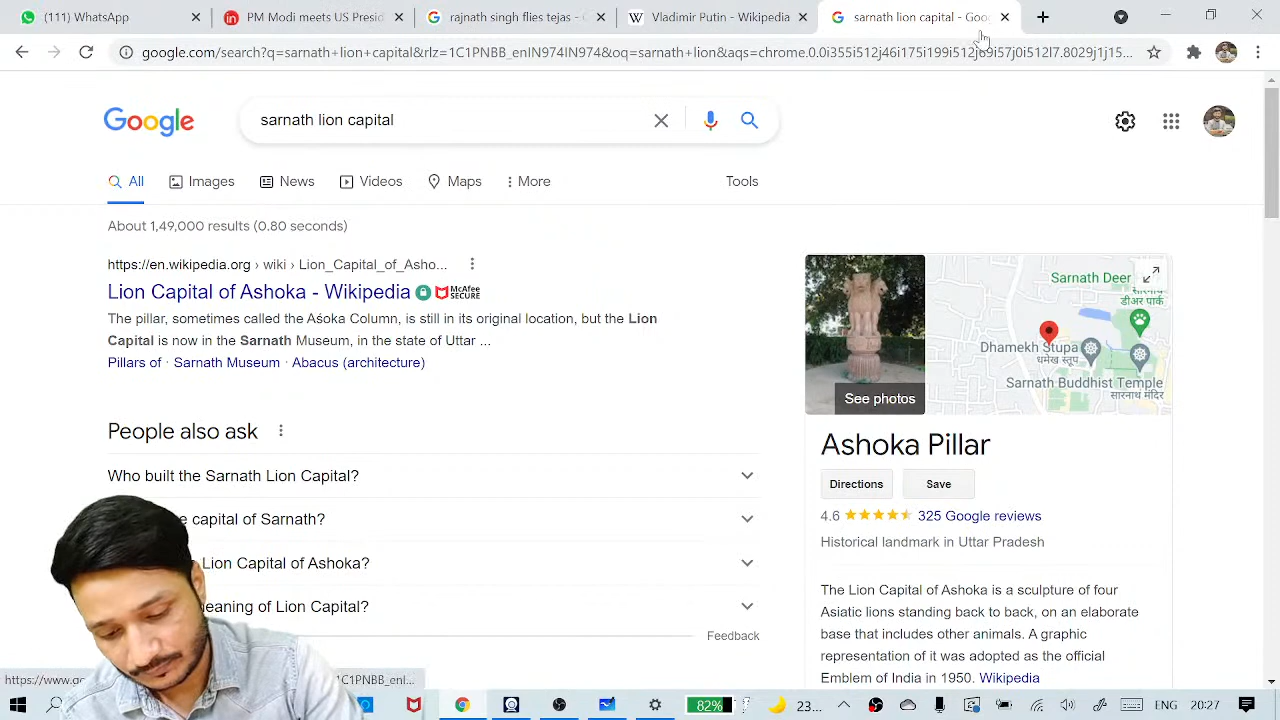 (11) WhatsApp
PM Modi meets US President J
rajnath singh flies tejas - G
Vladimir Putin - Wikipedia
sarnath lion capital - Goo
google.com/search?q=sarnath+lion+capital&rlz=1C1PNBB_enIN974IN974&oq=sarnath+lion&aqs=chrome.0.0i355i512j46i175i199i512j69i57j0i512l7.8029j1j15...
Google
sarnath lion capital
All
Images
News
Videos
Maps
More
Tools
About 1,49,000 results (0.80 seconds)
https://en.wikipedia.org › wiki › Lion_Capital_of_Asho...
Lion Capital of Ashoka - Wikipedia
McAfee
SECURE
The pillar, sometimes called the Aśoka Column, is still in its original location, but the Lion
Capital is now in the Sarnath Museum, in the state of Uttar ...
Pillars of · Sarnath Museum · Abacus (architecture)
People also ask
Who built the Sarnath Lion Capital?
capital of Sarnath?
Lion Capital of Ashoka?
eaning of Lion Capital?
Feedback
See photos
Sarnath Deer
सारनाथ
डीअर पार्क
Dhamekh Stupa
धमेख स्तूप
Sarnath Buddhist Temple
सारनाथ मंदिर
Ashoka Pillar
Directions
Save
4.6
325 Google reviews
Historical landmark in Uttar Pradesh
The Lion Capital of Ashoka is a sculpture of four
Asiatic lions standing back to back, on an elaborate
base that includes other animals. A graphic
representation of it was adopted as the official
Emblem of India in 1950. Wikipedia
https://www.go
1C1PNBB_enI...
82%
23...
ENG
20:27